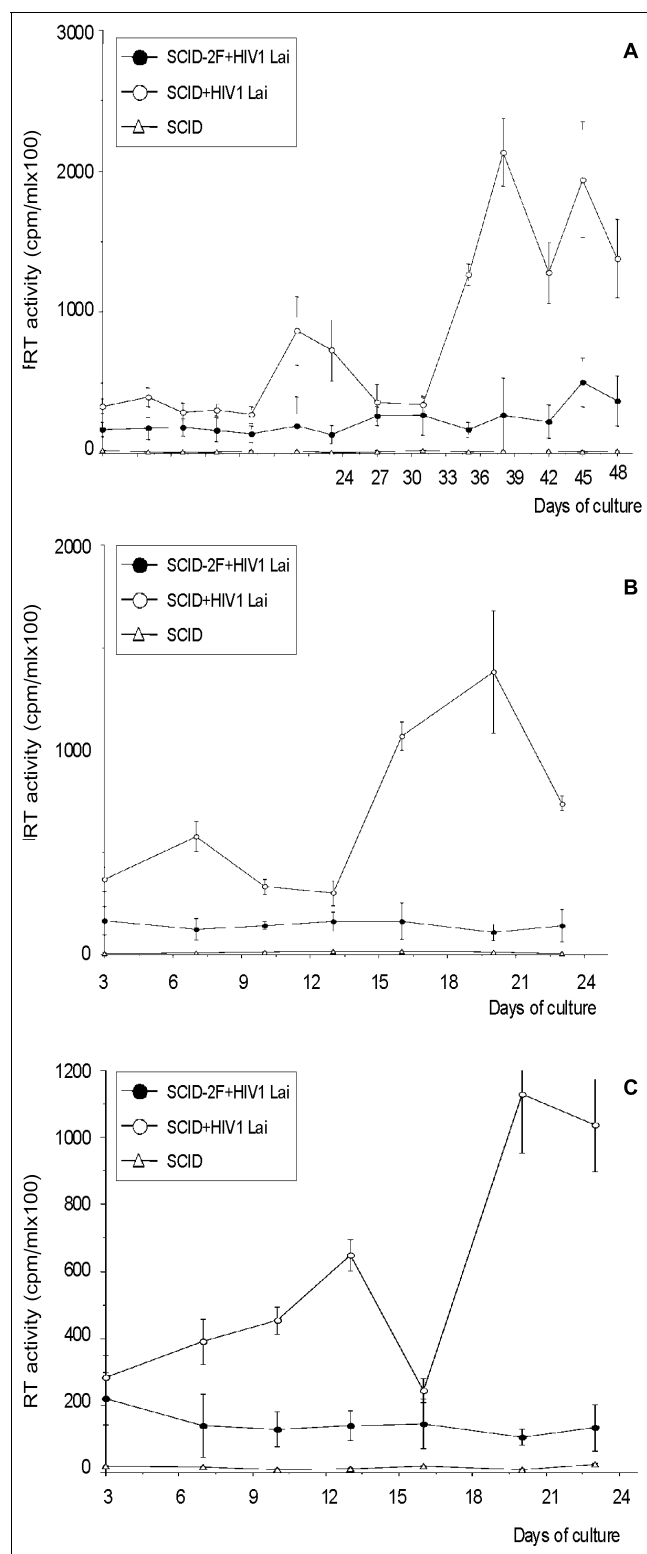 3000
SCID-2F+HIV1 Lai
SCID+HIV1 Lai
SCID
A
2000
1000
0
RT activity (cpm/mlx100)
24 27 30 33 36 39 42 45 48
Days of culture
2000
SCID-2F+HIV1 Lai
SCID+HIV1 Lai
SCID
B
1000
0
RT activity (cpm/mlx100)
3 6 9 12 15 18 21 24
Days of culture
1200
SCID-2F+HIV1 Lai
SCID+HIV1 Lai
SCID
C
1000
800
600
400
200
0
RT activity (cpm/mlx100)
3 6 9 12 15 18 21 24
Days of culture